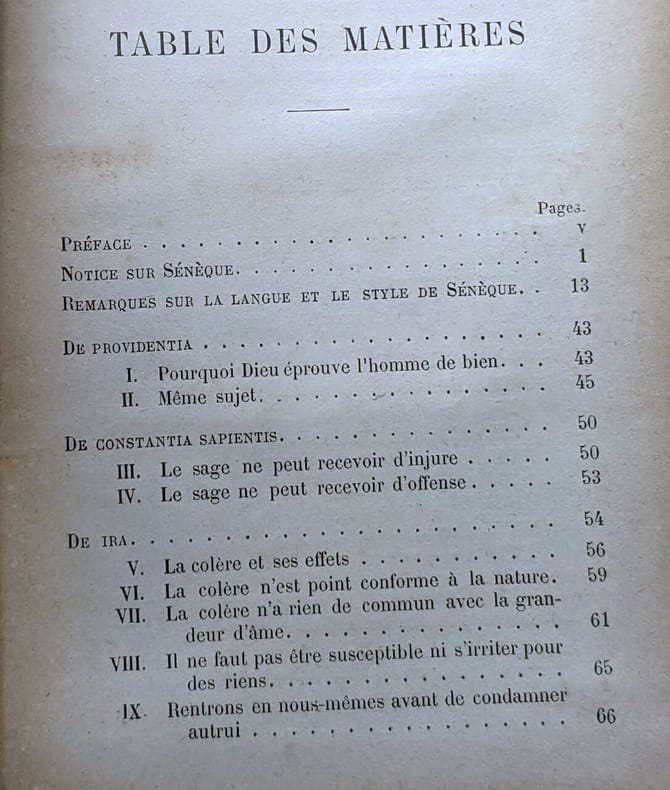 TABLE DES MATIÈRES
Pages.
PRÉFACE . . . . . . . . . . . . . . . . . . . . . v
NOTICE SUR SÉNÈQUE. . . . . . . . . . . . . . . . . 1
REMARQUES SUR LA LANGUE ET LE STYLE DE SÉNÈQUE. . 13
DE PROVIDENTIA . . . . . . . . . . . . . . . . . . 43
I. Pourquoi Dieu éprouve l'homme de bien. . . 43
II. Même sujet. . . . . . . . . . . . . . . 45
DE CONSTANTIA SAPIENTIS. . . . . . . . . . . . . . 50
III. Le sage ne peut recevoir d'injure . . . . . 50
IV. Le sage ne peut recevoir d'offense . . . . . 53
DE IRA. . . . . . . . . . . . . . . . . . . . . . 54
V. La colère et ses effets . . . . . . . . . . . 56
VI. La colère n'est point conforme à la nature. 59
VII. La colère n'a rien de commun avec la gran-
deur d'âme. . . . . . . . . . . . . . . 61
VIII. Il ne faut pas être susceptible ni s'irriter pour
des riens. . . . . . . . . . . . . . . . 65
IX. Rentrons en nous-mêmes avant de condamner
autrui . . . . . . . . . . . . . . . . . 66